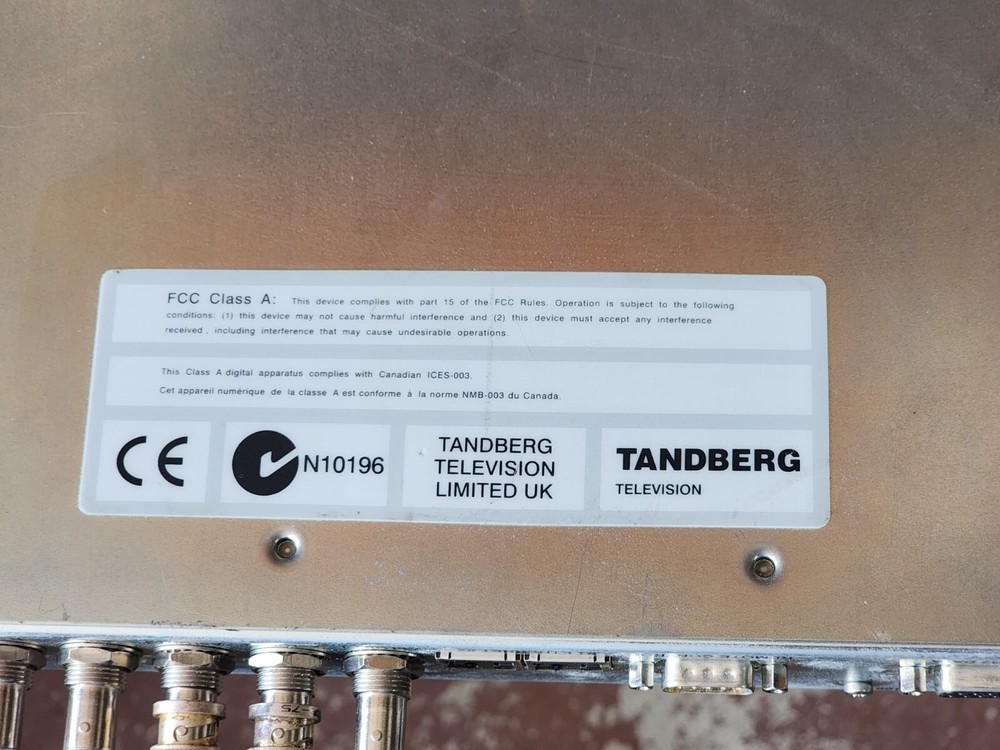 FCC Class A: This device complies with part 15 of the FCC Rules. Operation is subject to the following
conditions: (1) this device may not cause harmful interference and (2) this device must accept any interference
received , including interference that may cause undesirable operations.
This Class A digital apparatus complies with Canadian ICES-003.
Cet appareil numérique de la classe A est conforme à la norme NMB-003 du Canada.
CE
N10196
TANDBERG
TELEVISION
LIMITED UK
TANDBERG
TELEVISION
75